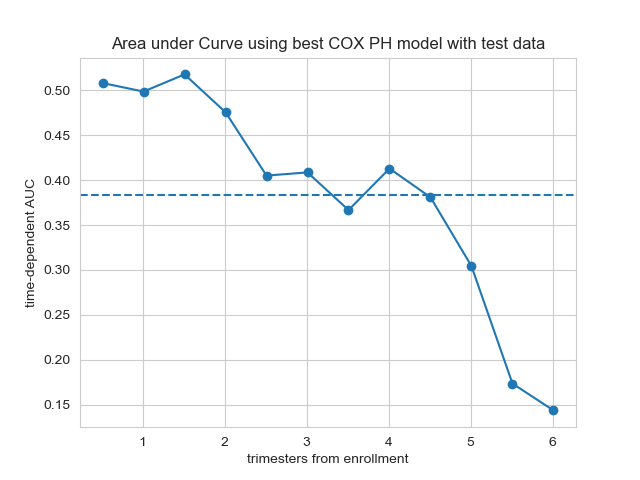 Area under Curve using best COX PH model with test data
time-dependent AUC
0.50
0.45
0.40
0.35
0.30
0.25
0.20
0.15
1 2 3 4 5 6
trimesters from enrollment